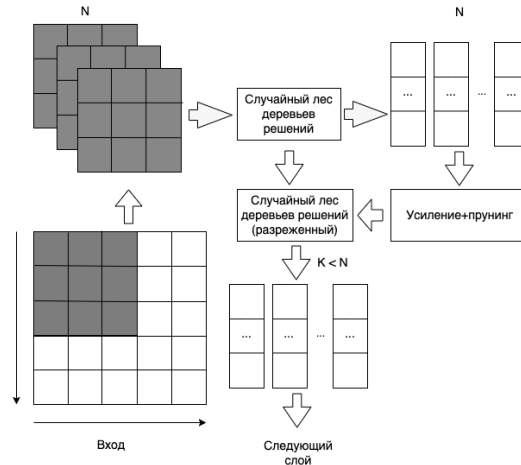 N
N
Случайный лес
деревьев
решений
...
...
...
...
Случайный лес
деревьев решений
(разреженный)
Усиление+прунинг
K < N
...
...
...
...
Вход
Следующий
слой